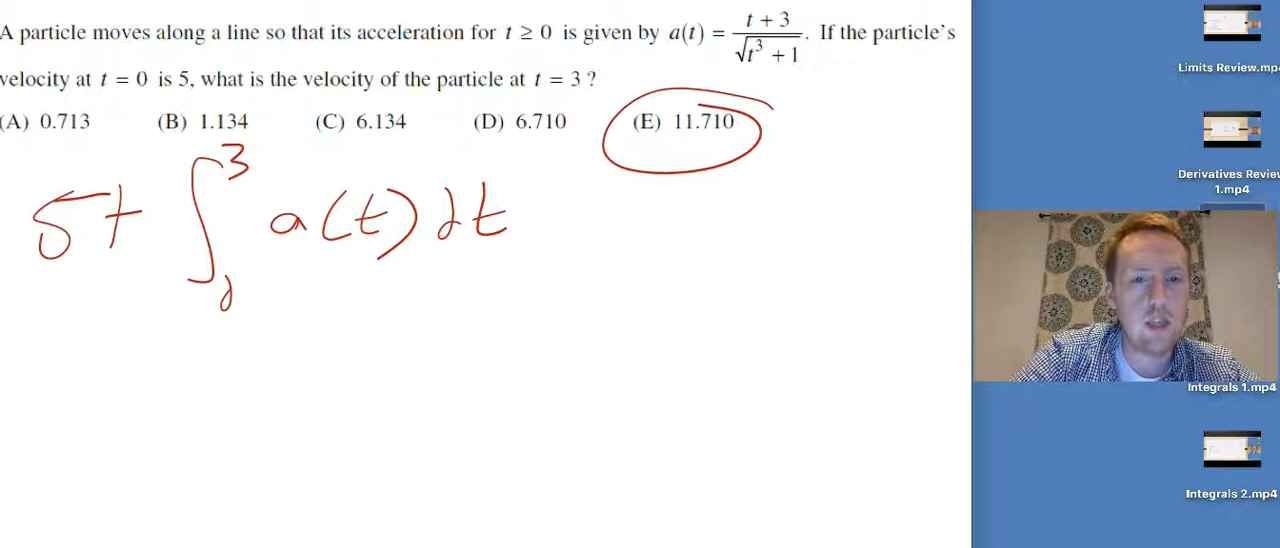 A particle moves along a line so that its acceleration for t ≥ 0 is given by a(t) = (t + 3)/√(t³ + 1). If the particle's
velocity at t = 0 is 5, what is the velocity of the particle at t = 3 ?
(A) 0.713 (B) 1.134 (C) 6.134 (D) 6.710 (E) 11.710
5 + ∫₀³ a(t) dt
Limits Review.mp4
Derivatives Review
1.mp4
Integrals 1.mp4
Integrals 2.mp4